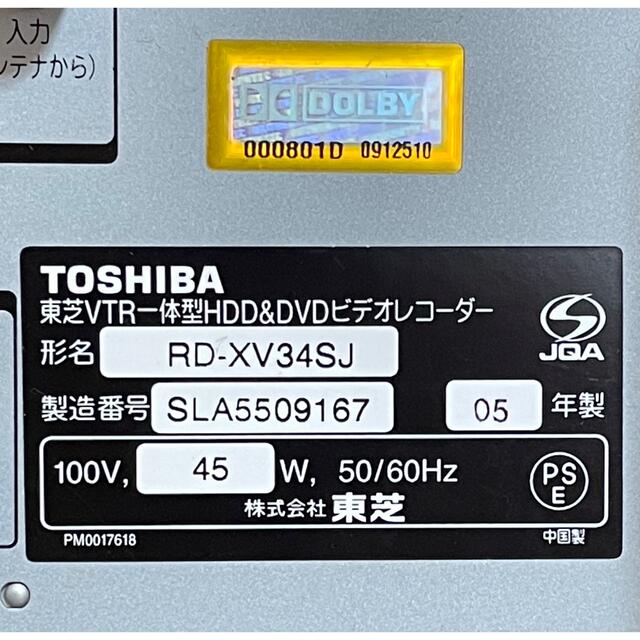 入力
ンテナから)
DOLBY
000801D 0912510
TOSHIBA
東芝VTR一体型HDD&DVDビデオレコーダー
形名 RD-XV34SJ
JQA
製造番号 SLA5509167 05 年製
100V, 45 W, 50/60Hz
PS
E
株式会社 東芝
PM0017618 中国製